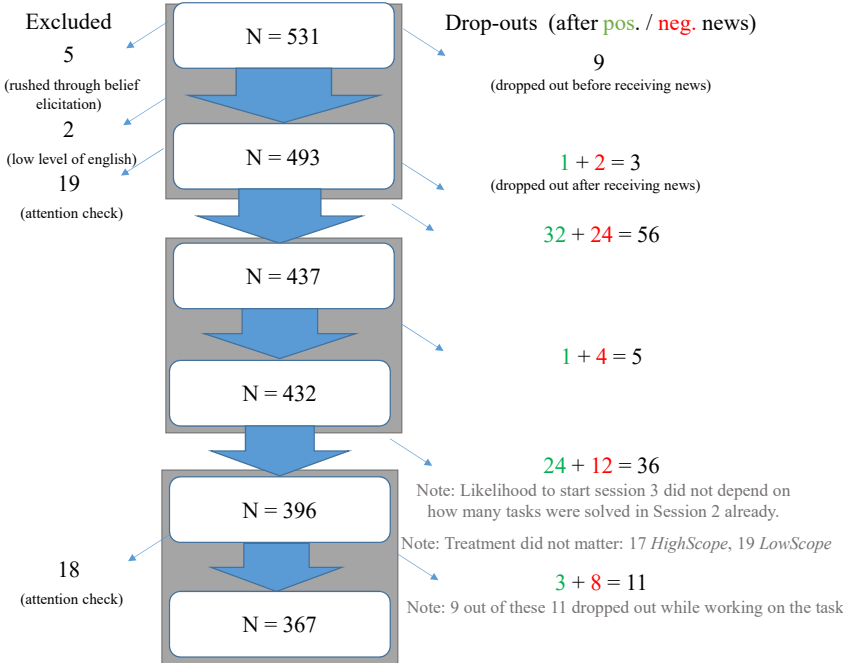 Excluded
5
(rushed through belief
elicitation)
2
(low level of english)
19
(attention check)
N = 531
Drop-outs (after pos. / neg. news)
9
(dropped out before receiving news)
N = 493
1 + 2 = 3
(dropped out after receiving news)
32 + 24 = 56
N = 437
1 + 4 = 5
N = 432
24 + 12 = 36
Note: Likelihood to start session 3 did not depend on
how many tasks were solved in Session 2 already.
N = 396
Note: Treatment did not matter: 17 HighScope, 19 LowScope
18
(attention check)
3 + 8 = 11
Note: 9 out of these 11 dropped out while working on the task
N = 367